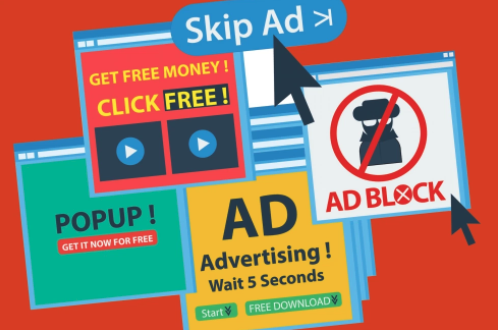 Skip Ad
GET FREE MONEY !
CLICK FREE !
AD BLOCK
POPUP !
GET IT NOW FOR FREE
AD
Advertising !
Wait 5 Seconds
Start
FREE DOWNLOAD